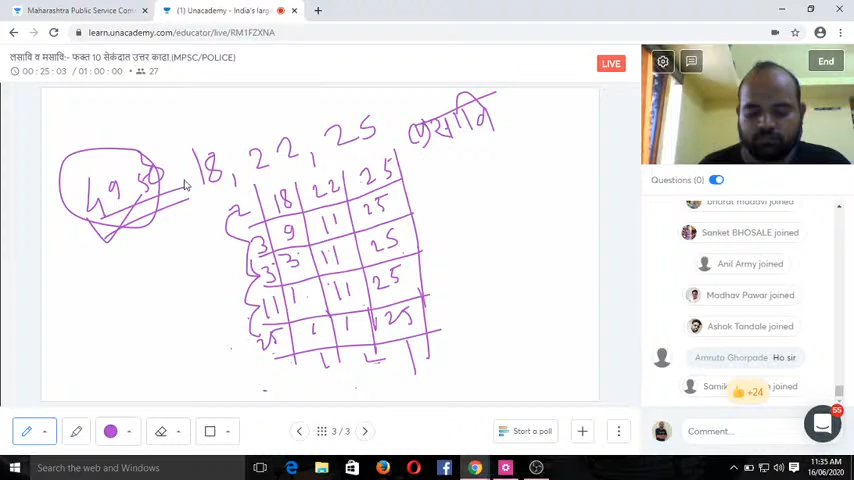 Maharashtra Public Service Com
(1) Unacademy - India's larg
learn.unacademy.com/educator/live/RM1FZXNA
लसावि व मसावि:- फक्त 10 सेकंदात उत्तर काढा.(MPSC/POLICE)
00 : 25 : 03 / 01 : 00 : 00 • 27
LIVE
End
18, 22, 25 लसावि
4950
2 18 22 25
3 9 11 25
3 3 11 25
11 1 11 25
25 1 1 25
1 1 1
Questions (0)
bharat madavi joined
Sanket BHOSALE joined
Anil Army joined
Madhav Pawar joined
Ashok Tandale joined
Amruta Ghorpade Ho sir
Samik
joined
+24
55
3 / 3
Start a poll
Comment...
Search the web and Windows
11:35 AM
16/06/2020